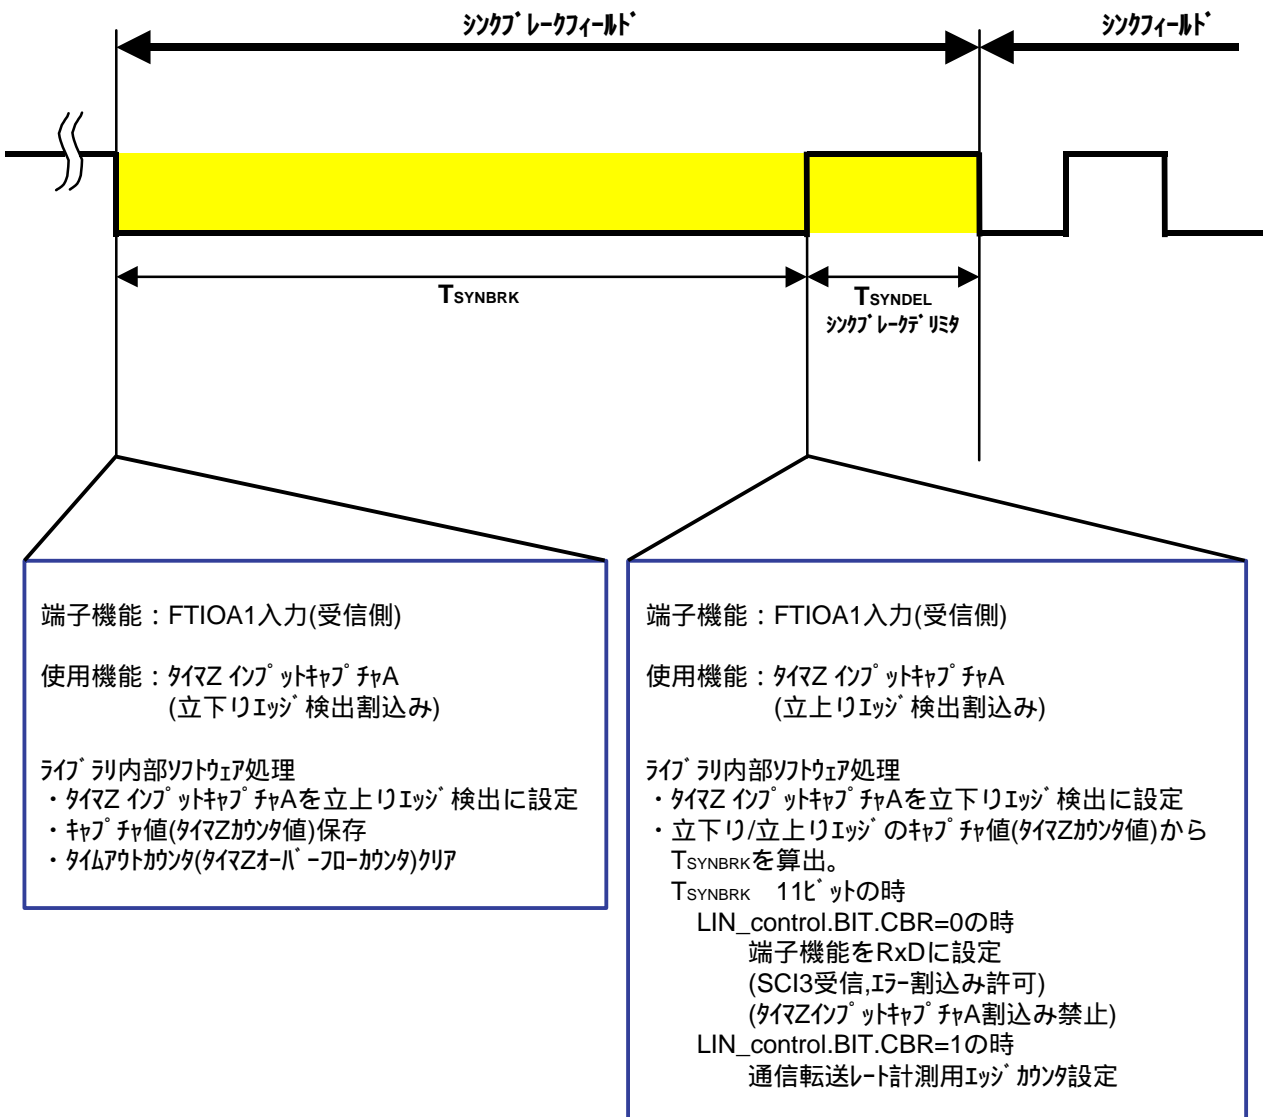 シンクブレークフィールド
シンクフィールド
TSYNBRK
TSYNDEL
シンクブレークデリミタ
端子機能：FTIOA1入力(受信側)
使用機能：タイマZ インプットキャプチャA
(立下りエッジ検出割込み)
ライブラリ内部ソフトウェア処理
・タイマZ インプットキャプチャAを立上りエッジ検出に設定
・キャプチャ値(タイマZカウンタ値)保存
・タイムアウトカウンタ(タイマZオーバーフローカウンタ)クリア
端子機能：FTIOA1入力(受信側)
使用機能：タイマZ インプットキャプチャA
(立上りエッジ検出割込み)
ライブラリ内部ソフトウェア処理
・タイマZ インプットキャプチャAを立下りエッジ検出に設定
・立下り/立上りエッジのキャプチャ値(タイマZカウンタ値)から
TSYNBRKを算出。
TSYNBRK　11ビットの時
LIN_control.BIT.CBR=0の時
端子機能をRxDに設定
(SCI3受信,エラー割込み許可)
(タイマZインプットキャプチャA割込み禁止)
LIN_control.BIT.CBR=1の時
通信転送レート計測用エッジカウンタ設定